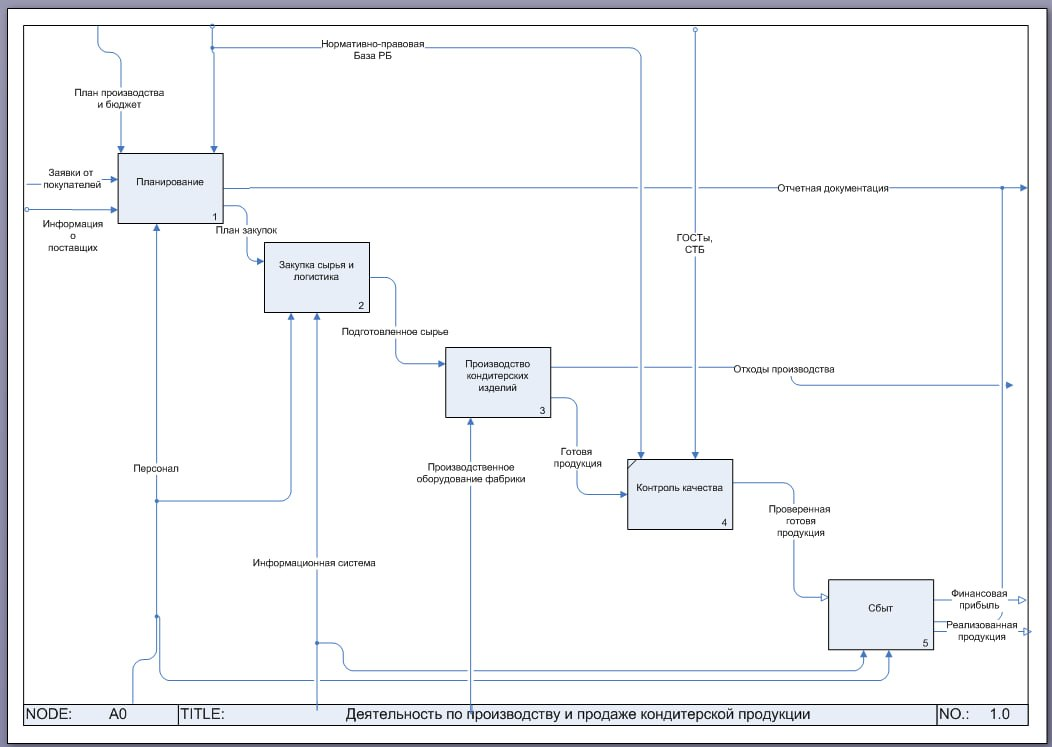 Нормативно-правовая
База РБ
План производства
и бюджет
Заявки от
покупателей
Планирование
1
Отчетная документация
Информация
о
поставщих
План закупок
ГОСТы,
СТБ
Закупка сырья и
логистика
2
Подготовленное сырье
Производство
кондитерских
изделий
3
Отходы производства
Готовя
продукция
Персонал
Производственное
оборудование фабрики
Контроль качества
4
Проверенная
готовя
продукция
Информационная система
Сбыт
5
Финансовая
прибыль
Реализованная
продукция
NODE: A0 TITLE: Деятельность по производству и продаже кондитерской продукции NO.: 1.0